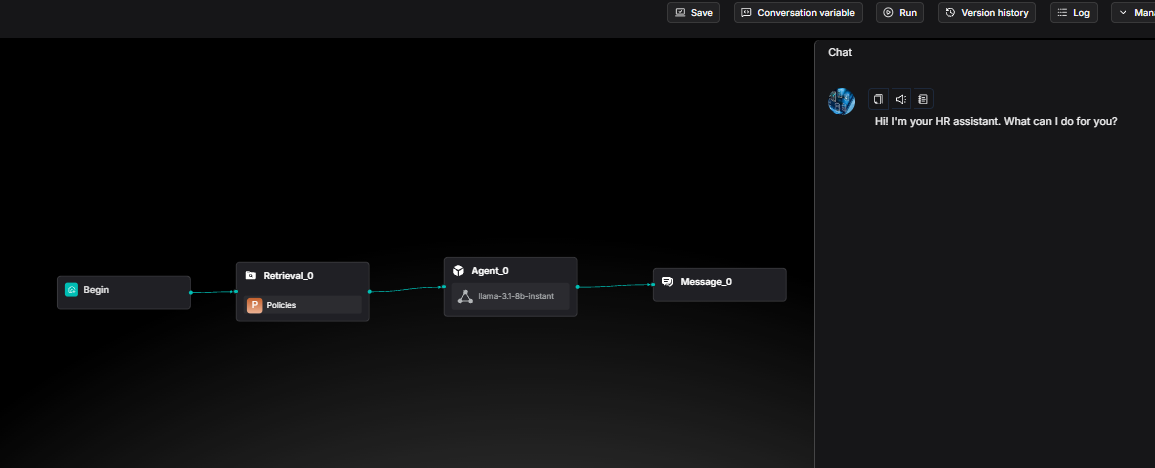 Save
Conversation variable
Run
Version history
Log
Chat
Hi! I'm your HR assistant. What can I do for you?
Begin
Retrieval_0
P Policies
Agent_0
llama-3.1-8b-instant
Message_0